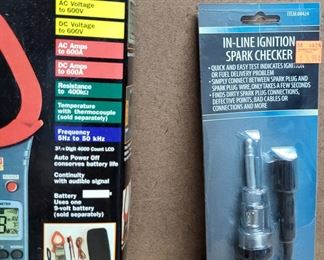 AC Voltage
to 600V
DC Voltage
to 600V
AC Amps
to 600A
DC Amps
to 600A
Resistance
to 400KΩ
Temperature
with thermocouple
(sold separately)
Frequency
5Hz to 50 kHz
Digit 4000 Count LCD
Auto Power Off
conserves battery life
Continuity
with audible signal
Battery
Uses one
9-volt battery
(sold separately)
ITEM 00424
IN-LINE IGNITION
SPARK CHECKER
• QUICK AND EASY TEST INDICATES IGNITION
OR FUEL DELIVERY PROBLEM
• SIMPLY CONNECT BETWEEN SPARK PLUG AND
SPARK PLUG WIRE, ONLY TAKES A FEW SECONDS
• FINDS DIRTY SPARK PLUG CONNECTIONS,
DEFECTIVE POINTS, BAD CABLES OR
CONNECTIONS AND MORE